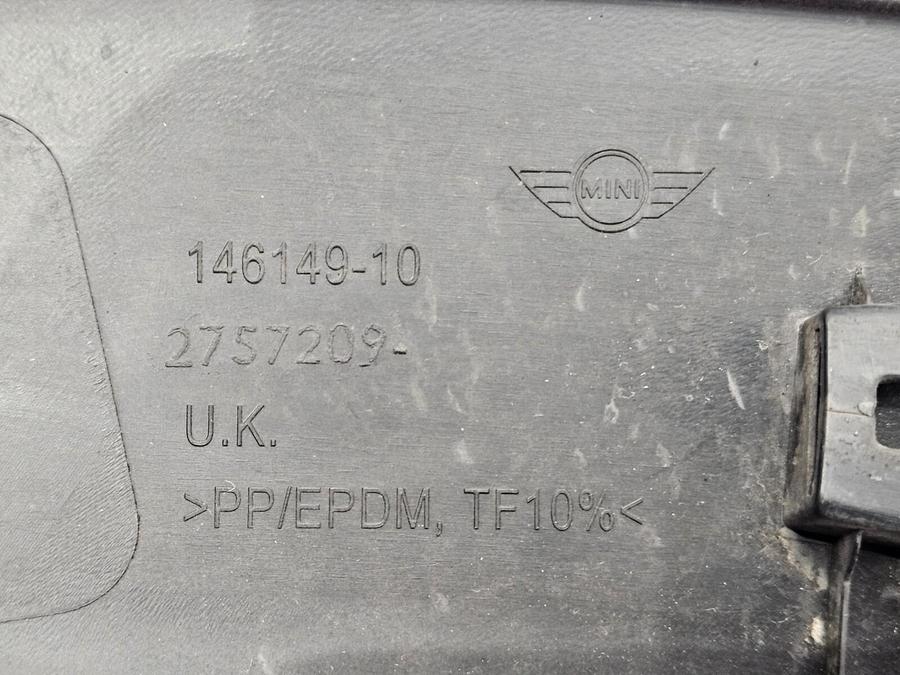 MINI
146149-10
2757209-
U.K.
>PP/EPDM, TF10%<